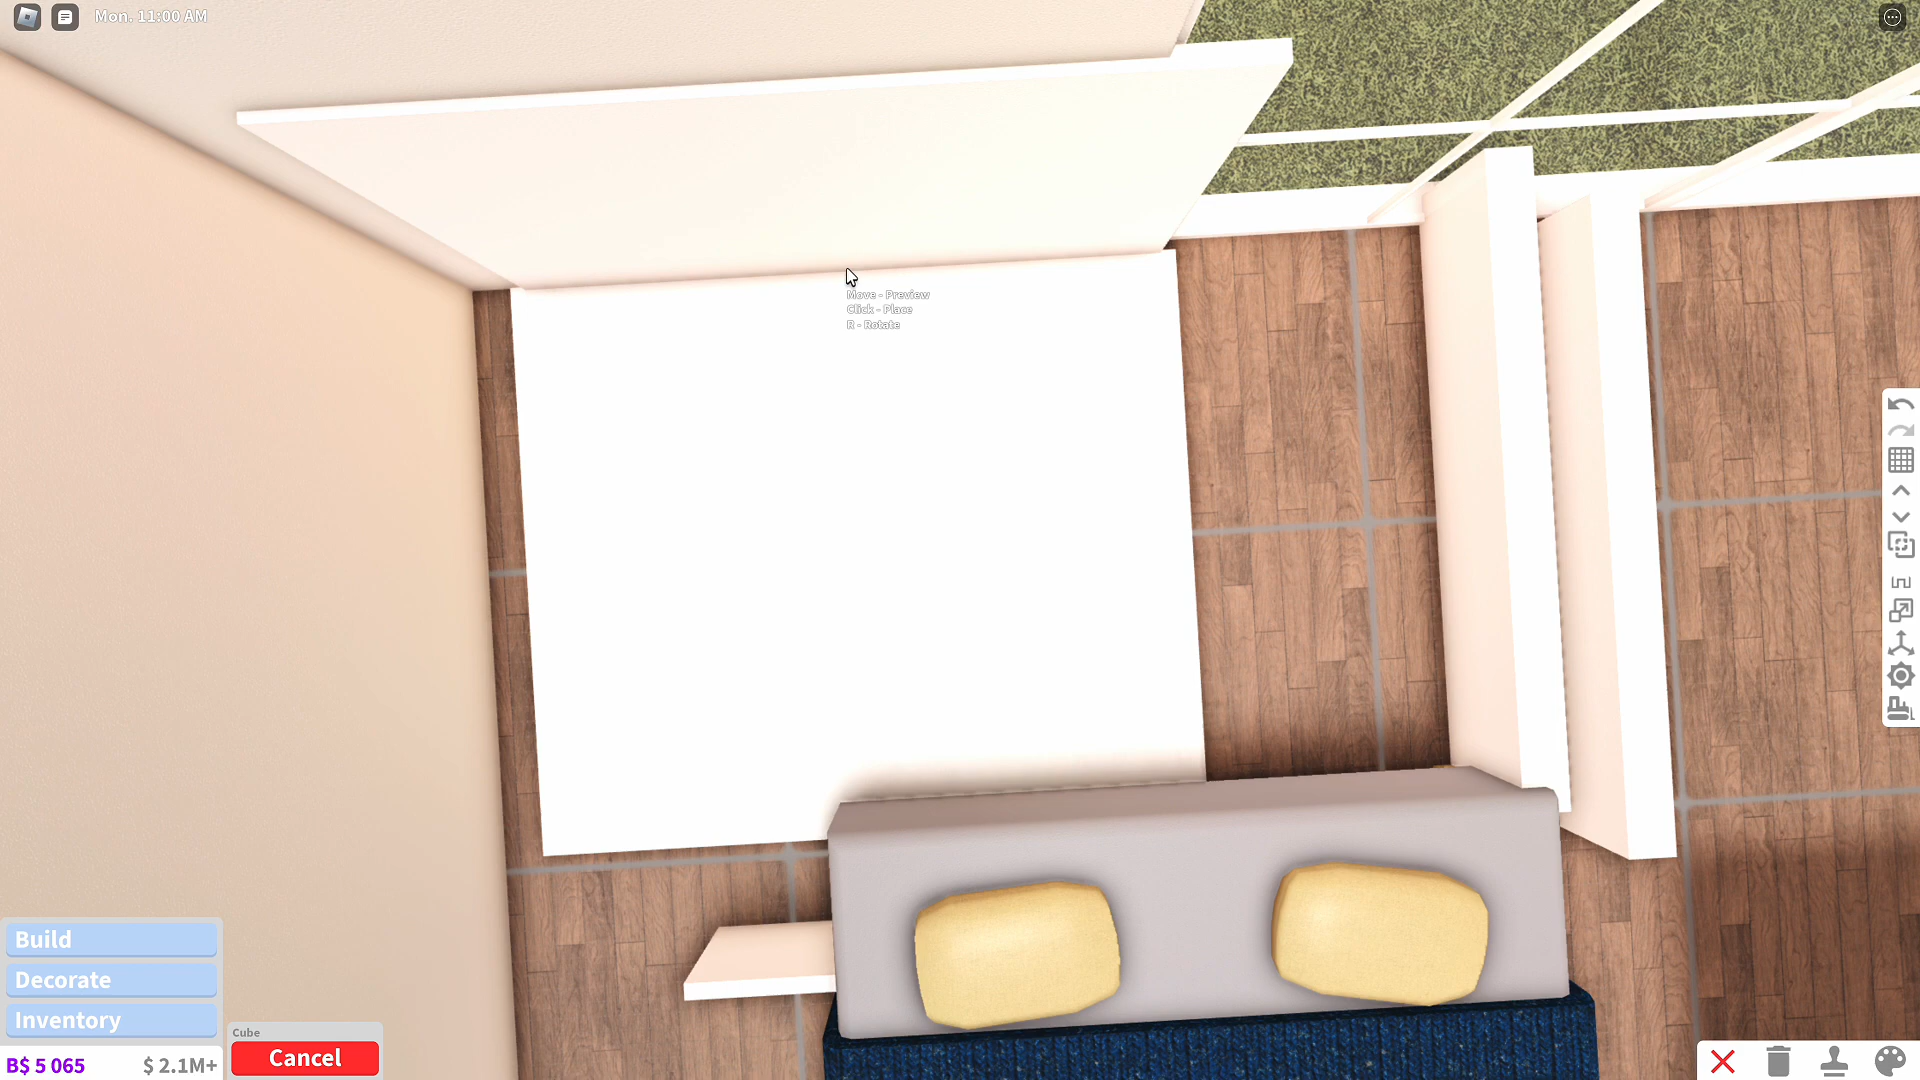 Mon. 11:00 AM
Move - Preview
Click - Place
R - Rotate
Build
Decorate
Inventory
Cube
Cancel
B$ 5 065
$ 2.1M+